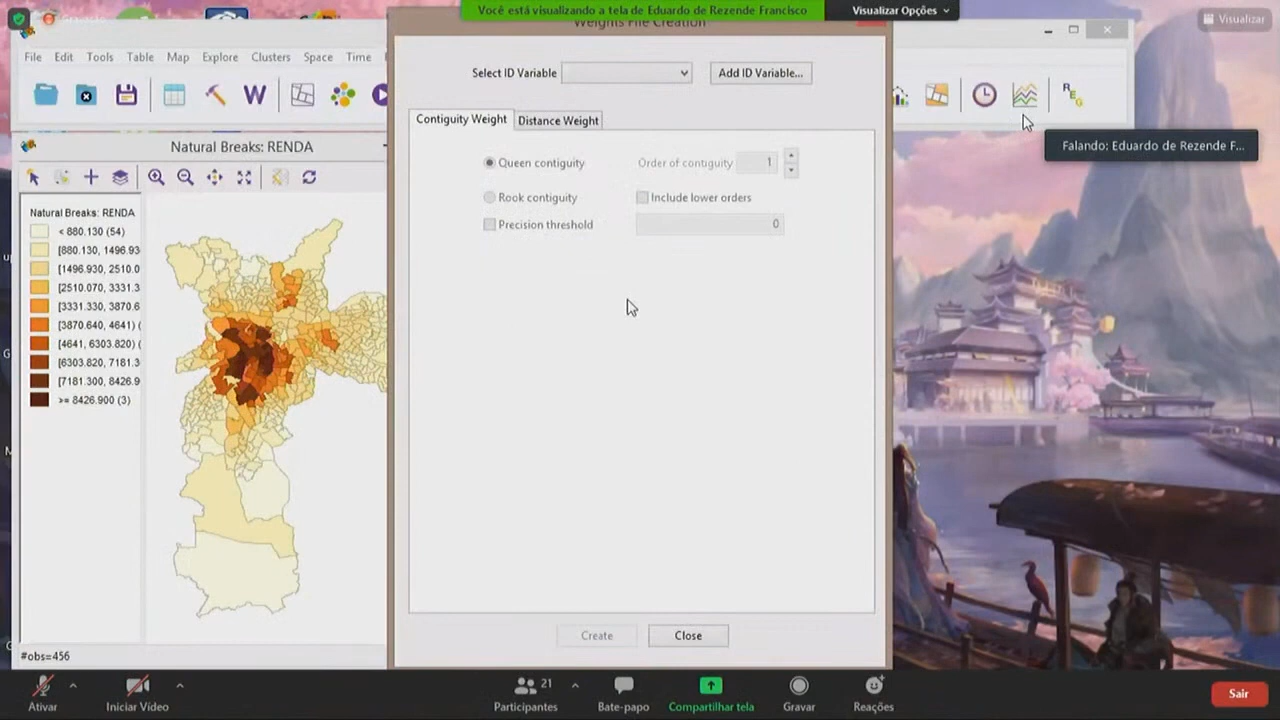 Você está visualizando a tela de Eduardo de Rezende Francisco
Visualizar Opções
Visualizar
Gravação
Weights File Creation
File Edit Tools Table Map Explore Clusters Space Time
Select ID Variable
Add ID Variable...
Contiguity Weight
Distance Weight
Falando: Eduardo de Rezende F...
Natural Breaks: RENDA
Queen contiguity
Order of contiguity
1
Rook contiguity
Include lower orders
Precision threshold
0
Natural Breaks: RENDA
< 880.130 (54)
[880.130, 1496.93
[1496.930, 2510.0
[2510.070, 3331.3
[3331.330, 3870.6
[3870.640, 4641) (
[4641, 6303.820) (
[6303.820, 7181.3
[7181.300, 8426.9
>= 8426.900 (3)
Create
Close
#obs=456
Ativar
Iniciar Vídeo
21
Participantes
Bate-papo
Compartilhar tela
Gravar
Reações
Sair